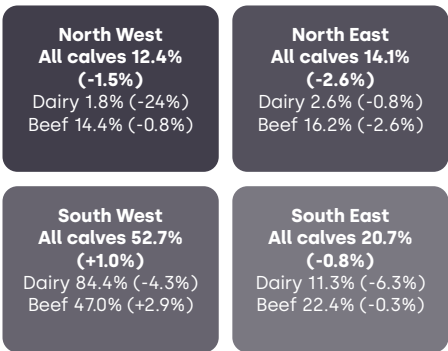 North West
All calves 12.4%
(-1.5%)
Dairy 1.8% (-24%)
Beef 14.4% (-0.8%)
North East
All calves 14.1%
(-2.6%)
Dairy 2.6% (-0.8%)
Beef 16.2% (-2.6%)
South West
All calves 52.7%
(+1.0%)
Dairy 84.4% (-4.3%)
Beef 47.0% (+2.9%)
South East
All calves 20.7%
(-0.8%)
Dairy 11.3% (-6.3%)
Beef 22.4% (-0.3%)